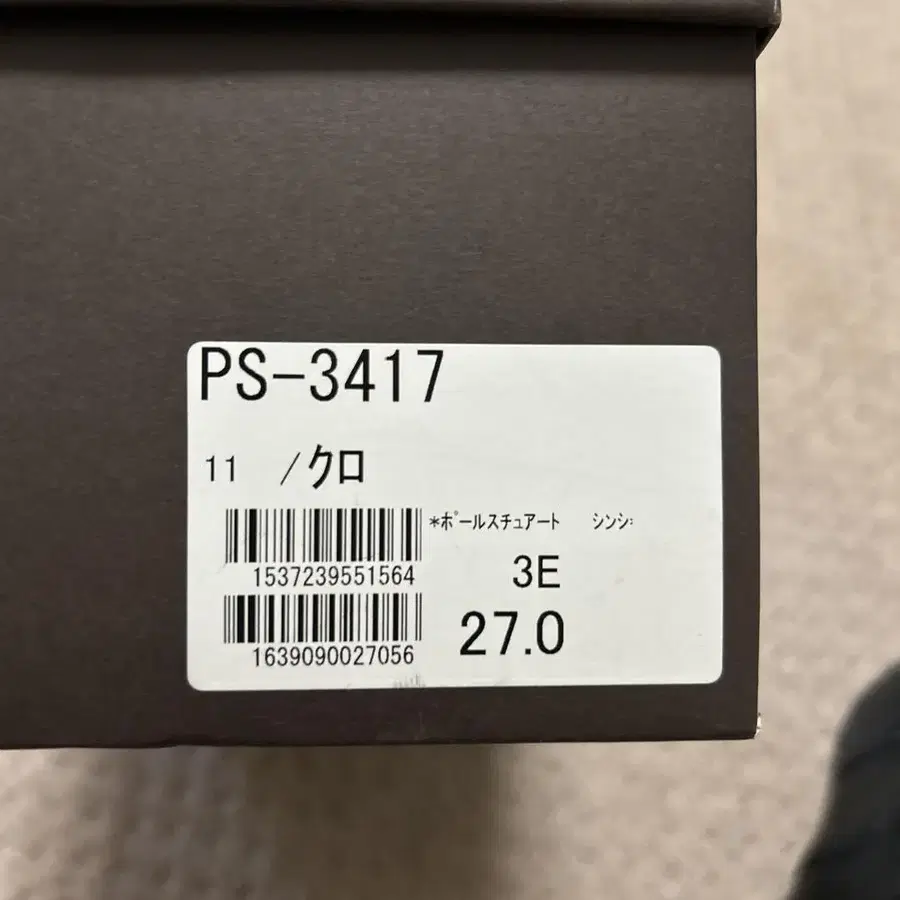 PS-3417
11 /クロ
*ポールスチュアート シンシ
1537239551564
3E
1639090027056
27.0